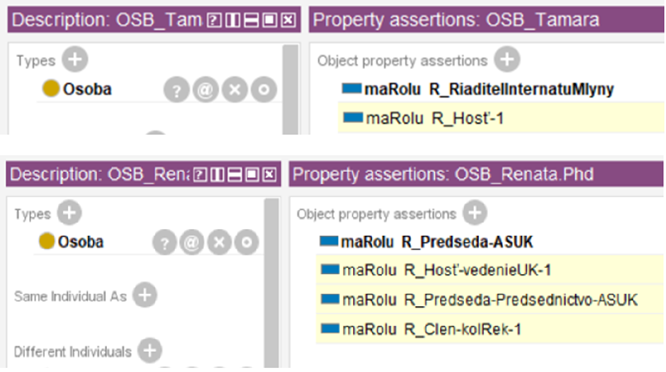 Description: OSB_Tam
Property assertions: OSB_Tamara
Types
Object property assertions
Osoba
maRolu R_RiaditelInternatuMlyny
maRolu R_Hosť-1
Description: OSB_Ren
Property assertions: OSB_Renata.Phd
Types
Object property assertions
Osoba
maRolu R_Predseda-ASUK
maRolu R_Hosť-vedenieUK-1
Same Individual As
maRolu R_Predseda-Predsednictvo-ASUK
maRolu R_Clen-kolRek-1
Different Individuals